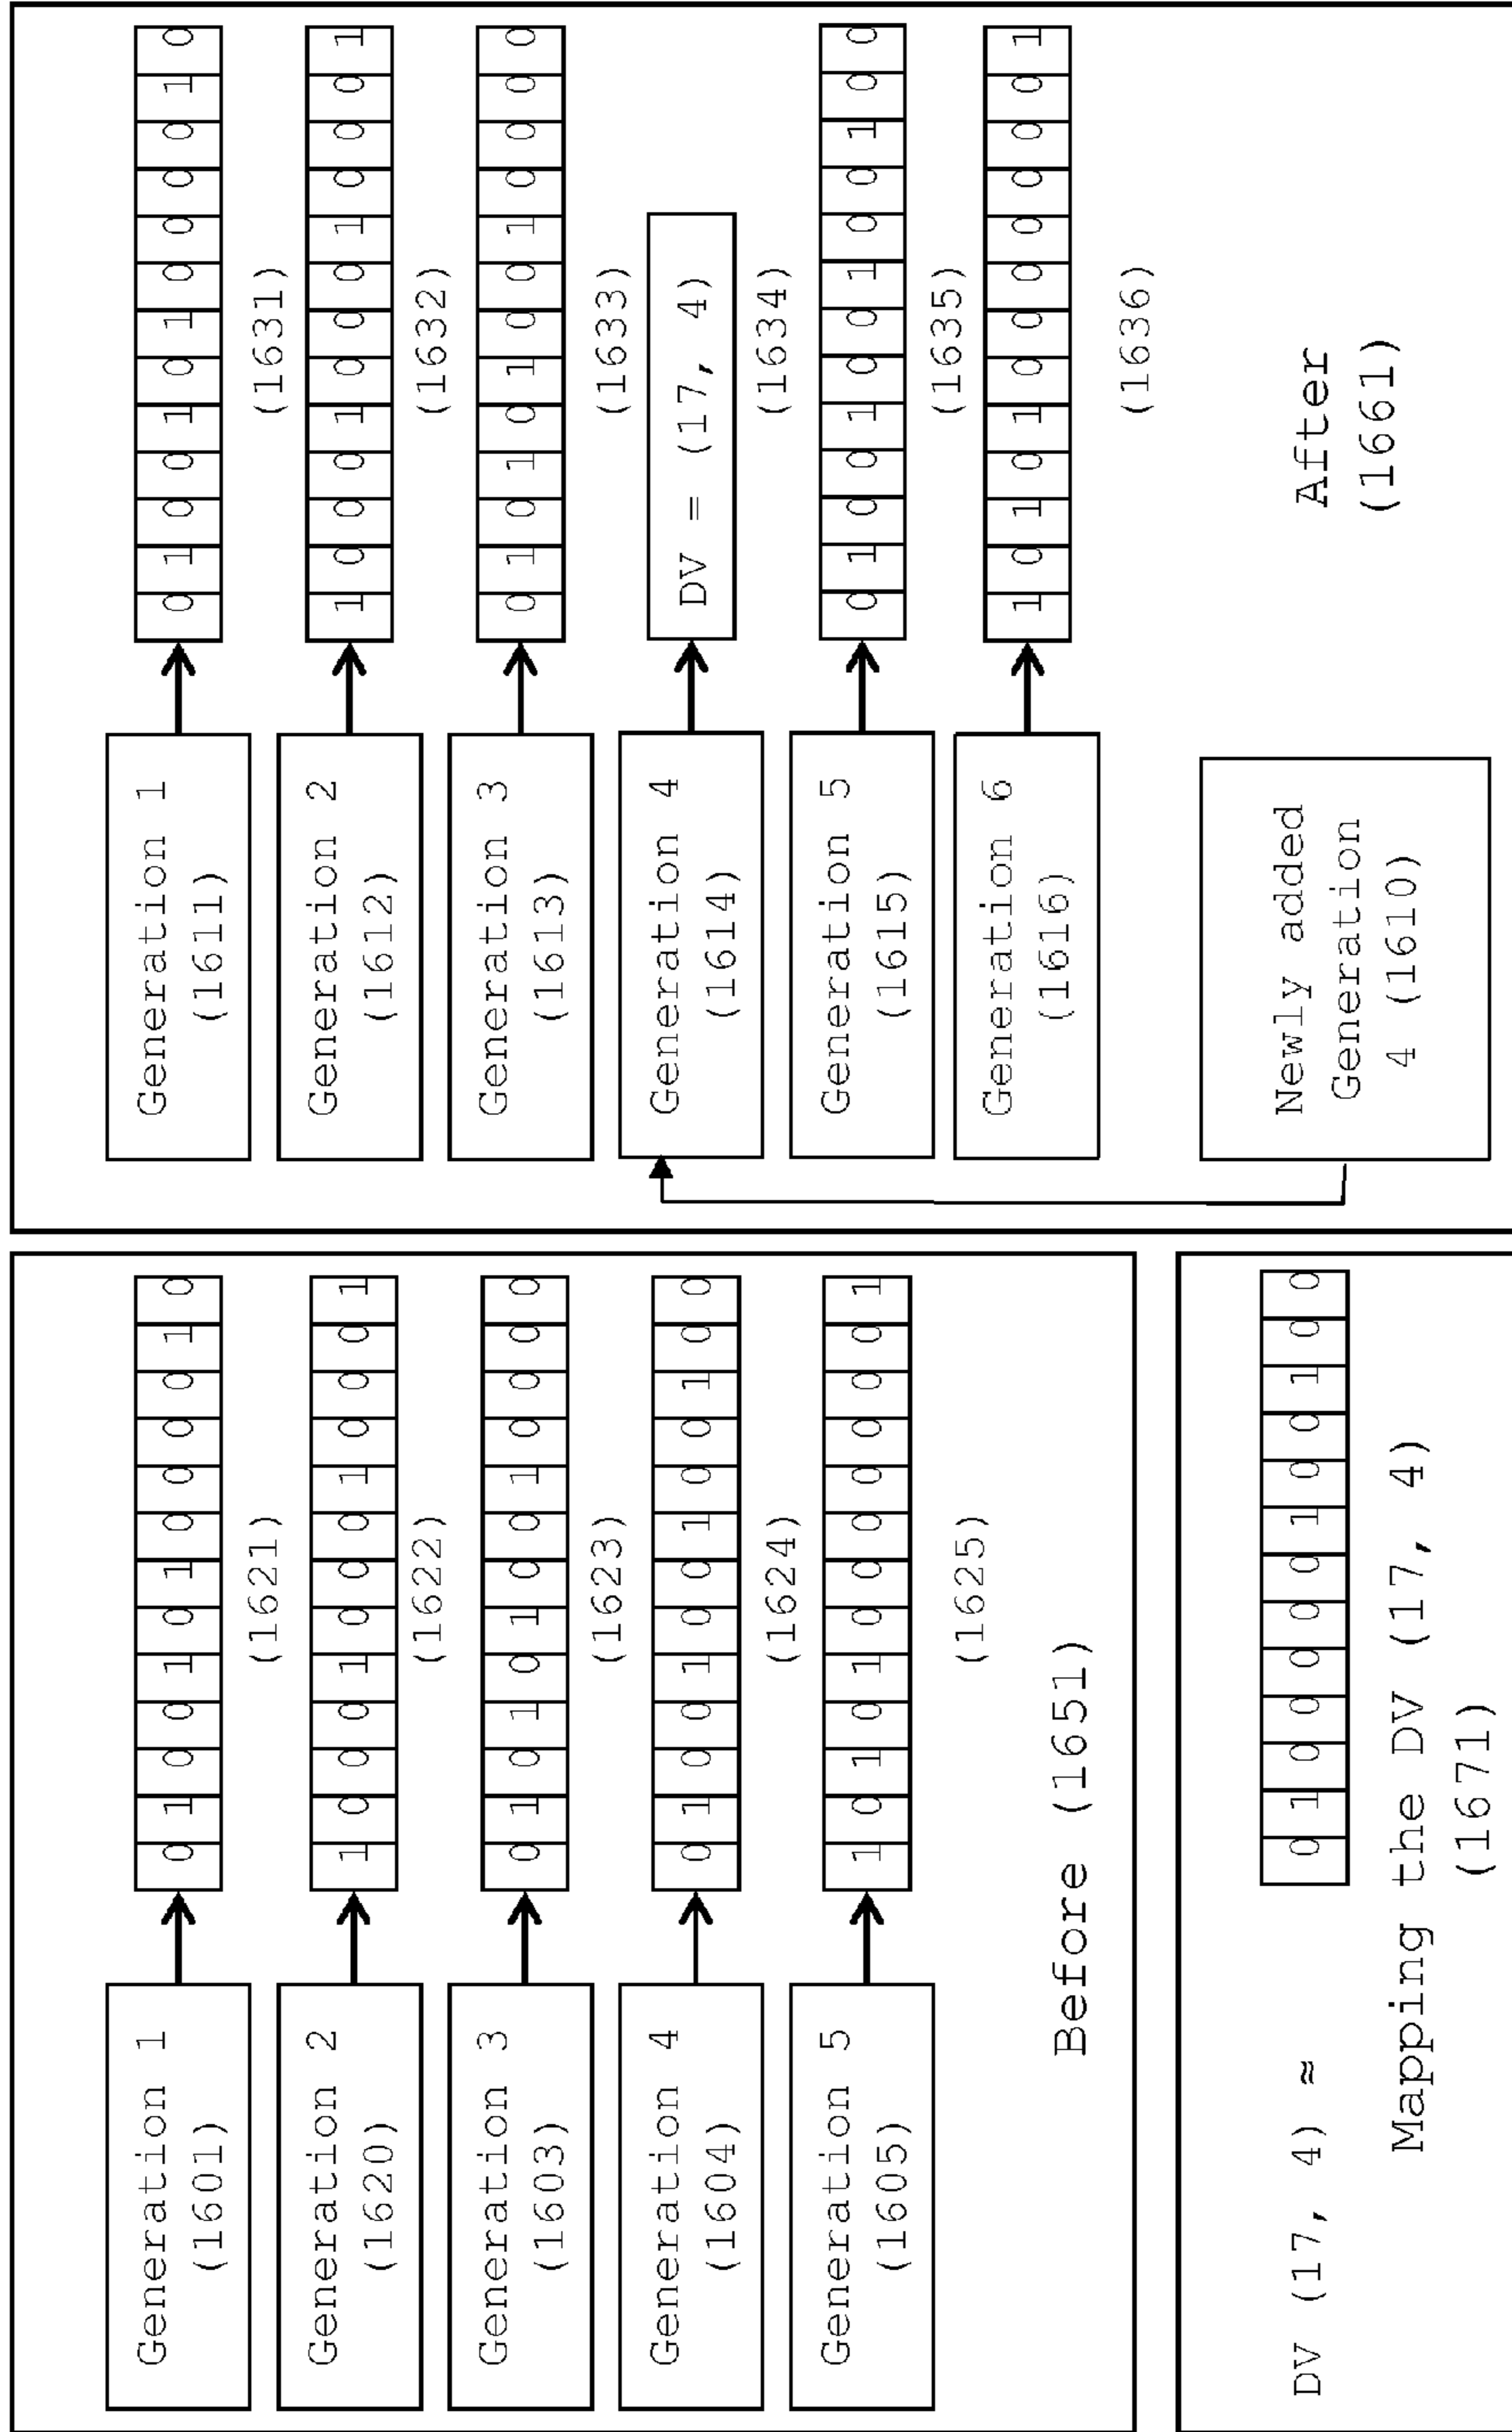 Generation 1
(1601)
0 1 0 0 1 0 1 0 0 0 0 1 0
(1621)
Generation 2
(1620)
1 0 0 0 1 0 0 0 1 0 0 0 1
(1622)
Generation 3
(1603)
0 1 0 1 0 1 0 0 1 0 0 0 0
(1623)
Generation 4
(1604)
0 1 0 0 1 0 0 1 0 0 1 0 0
(1624)
Generation 5
(1605)
1 0 1 0 1 0 0 0 0 0 0 0 1
(1625)
Before (1651)
DV (17, 4) ≈
0 1 0 0 0 0 0 1 0 0 1 0 0
Mapping the DV (17, 4)
(1671)
Generation 1
(1611)
0 1 0 0 1 0 1 0 0 0 0 1 0
(1631)
Generation 2
(1612)
1 0 0 0 1 0 0 0 1 0 0 0 1
(1632)
Generation 3
(1613)
0 1 0 1 0 1 0 0 1 0 0 0 0
(1633)
Generation 4
(1614)
DV = (17, 4)
(1634)
Generation 5
(1615)
0 1 0 0 1 0 0 1 0 0 1 0 0
(1635)
Generation 6
(1616)
1 0 1 0 1 0 0 0 0 0 0 0 1
(1636)
Newly added
Generation
4 (1610)
After
(1661)